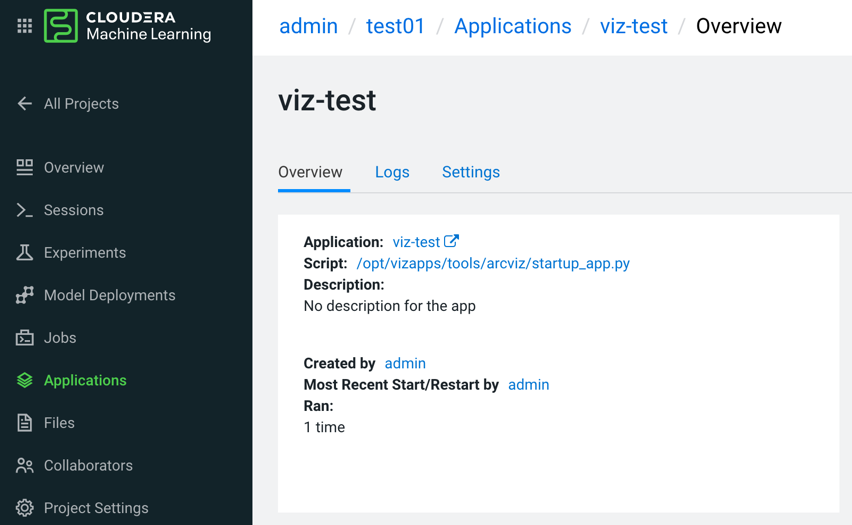 CLOUDERA
Machine Learning
All Projects
Overview
Sessions
Experiments
Model Deployments
Jobs
Applications
Files
Collaborators
Project Settings
admin / test01 / Applications / viz-test / Overview
viz-test
Overview Logs Settings
Application: viz-test
Script: /opt/vizapps/tools/arcviz/startup_app.py
Description:
No description for the app
Created by admin
Most Recent Start/Restart by admin
Ran:
1 time